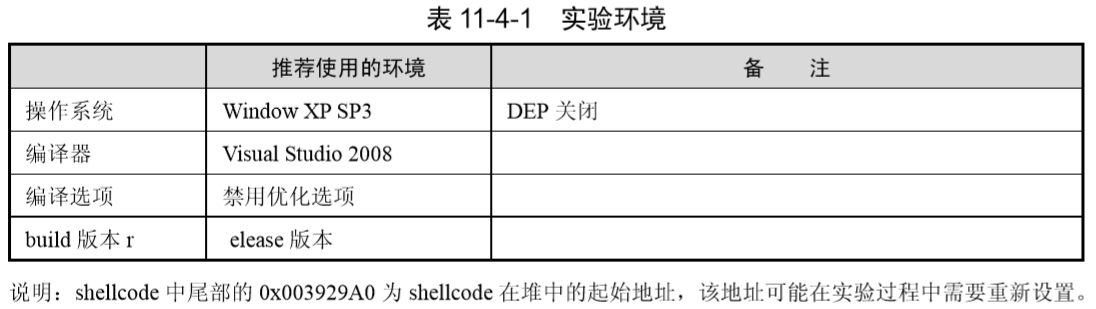 表 11-4-1 实验环境
推荐使用的环境 备 注
操作系统 Window XP SP3 DEP 关闭
编译器 Visual Studio 2008
编译选项 禁用优化选项
build 版本 r elease 版本
说明：shellcode 中尾部的 0x003929A0 为 shellcode 在堆中的起始地址，该地址可能在实验过程中需要重新设置。